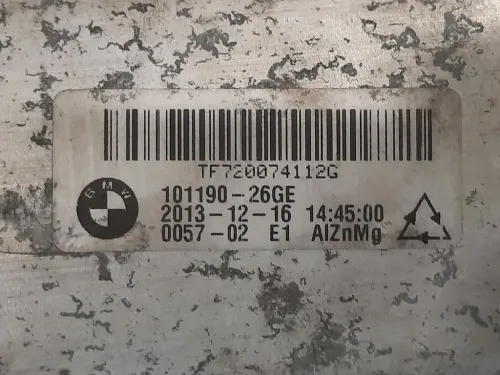 TF720074112G
BMW
101190-26GE
2013-12-16 14:45:00
0057-02 E1 AlZnMg